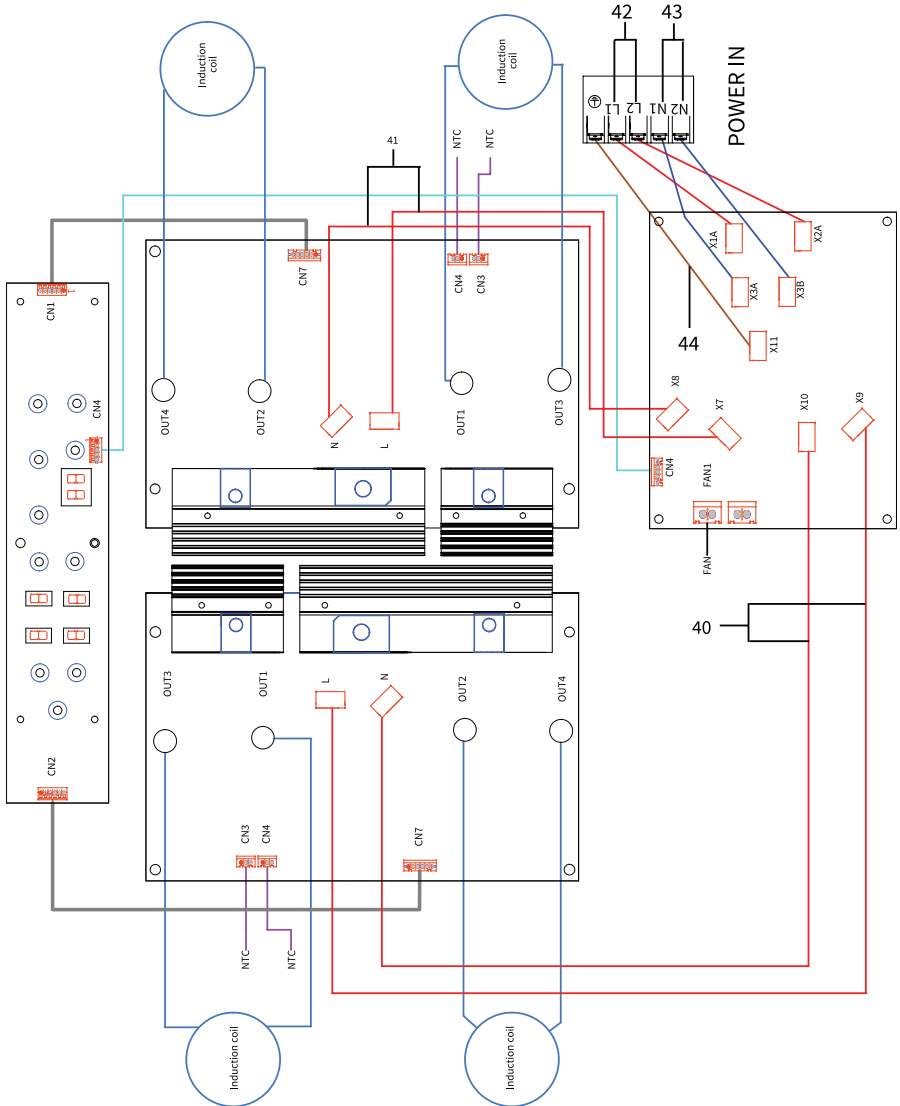 42
43
POWER IN
L1
L2
N1
N2
Induction
coil
Induction
coil
41
NTC
NTC
CN7
CN4
CN3
CN1
CN4
OUT4
OUT2
N
L
OUT1
OUT3
X1A
X2A
X3A
X3B
X11
44
X8
X7
X10
X9
CN4
FAN1
FAN
40
OUT3
OUT1
L
N
OUT2
OUT4
CN2
CN3
CN4
CN7
NTC
NTC
Induction coil
Induction coil